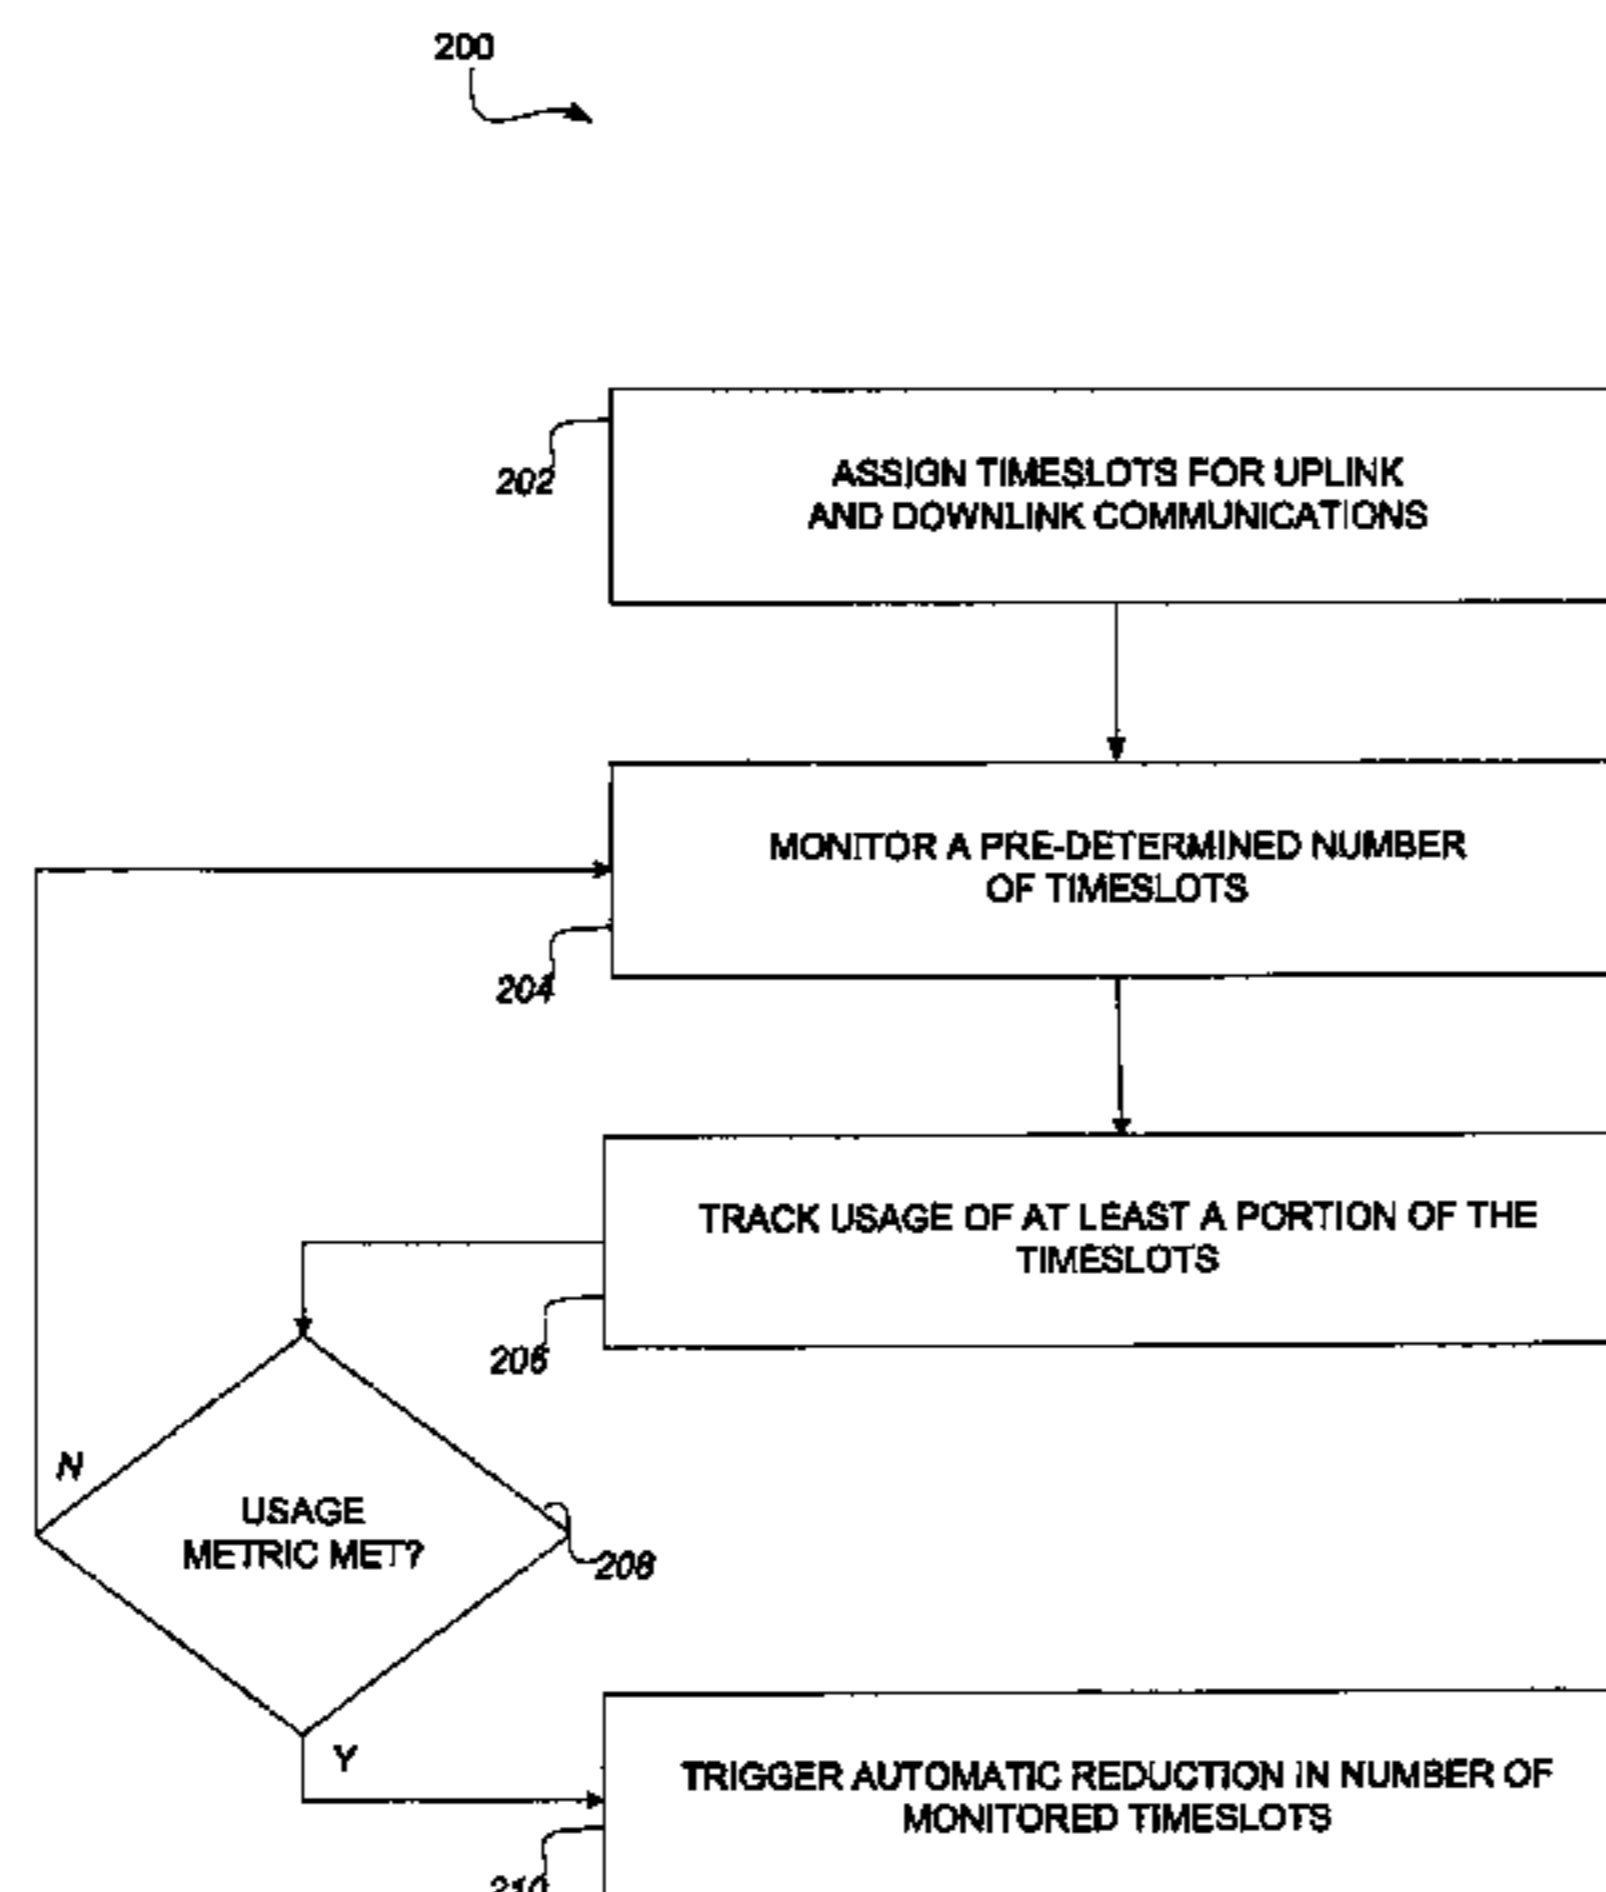 200
202
ASSIGN TIMESLOTS FOR UPLINK
AND DOWNLINK COMMUNICATIONS
MONITOR A PRE-DETERMINED NUMBER
OF TIMESLOTS
204
TRACK USAGE OF AT LEAST A PORTION OF THE
TIMESLOTS
206
N
USAGE
METRIC MET?
208
Y
TRIGGER AUTOMATIC REDUCTION IN NUMBER OF
MONITORED TIMESLOTS
210